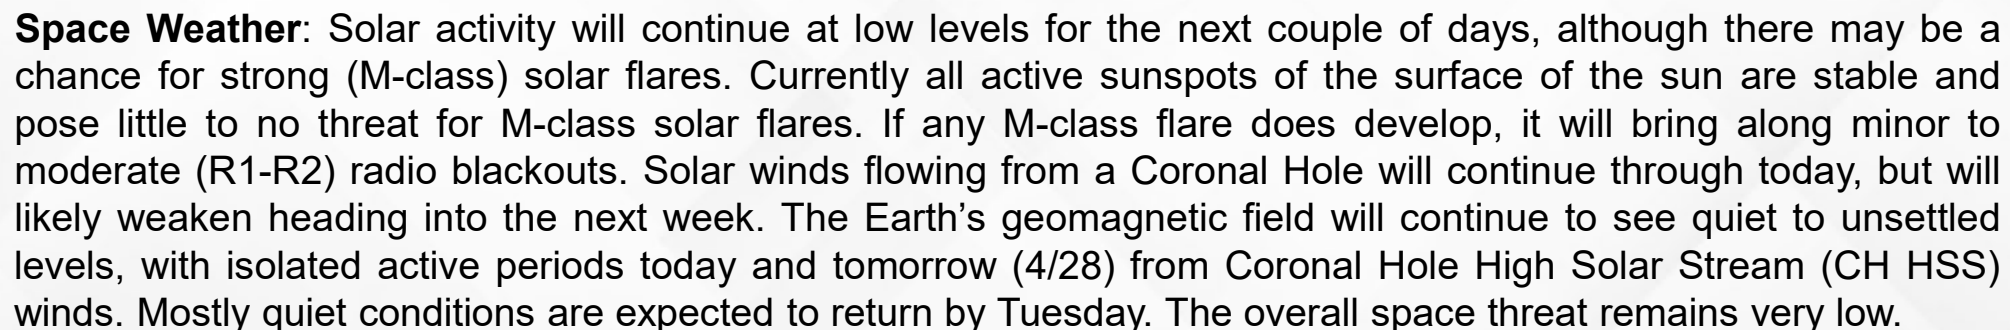 Space Weather: Solar activity will continue at low levels for the next couple of days, although there may be a
chance for strong (M-class) solar flares. Currently all active sunspots of the surface of the sun are stable and
pose little to no threat for M-class solar flares. If any M-class flare does develop, it will bring along minor to
moderate (R1-R2) radio blackouts. Solar winds flowing from a Coronal Hole will continue through today, but will
likely weaken heading into the next week. The Earth’s geomagnetic field will continue to see quiet to unsettled
levels, with isolated active periods today and tomorrow (4/28) from Coronal Hole High Solar Stream (CH HSS)
winds. Mostly quiet conditions are expected to return by Tuesday. The overall space threat remains very low.